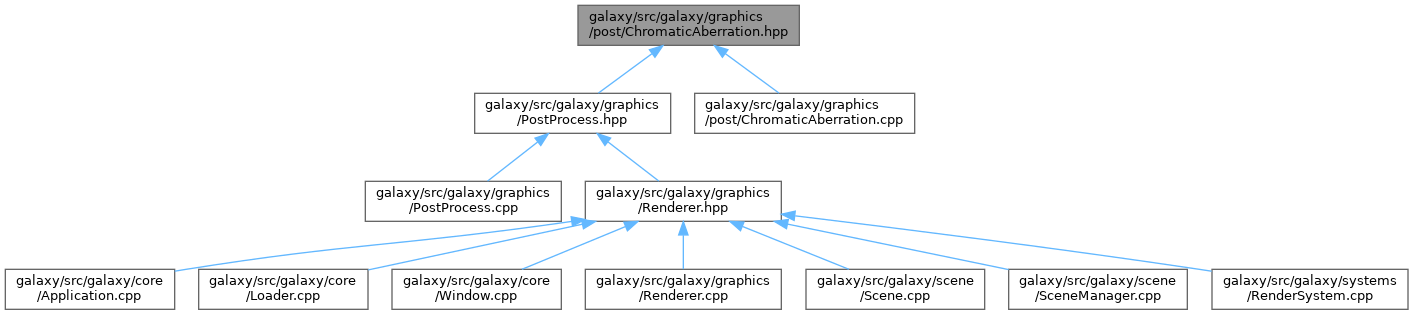 galaxy/src/galaxy/graphics
/post/ChromaticAberration.hpp
galaxy/src/galaxy/graphics
/PostProcess.hpp
galaxy/src/galaxy/graphics
/post/ChromaticAberration.cpp
galaxy/src/galaxy/graphics
/PostProcess.cpp
galaxy/src/galaxy/graphics
/Renderer.hpp
galaxy/src/galaxy/core
/Application.cpp
galaxy/src/galaxy/core
/Loader.cpp
galaxy/src/galaxy/core
/Window.cpp
galaxy/src/galaxy/graphics
/Renderer.cpp
galaxy/src/galaxy/scene
/Scene.cpp
galaxy/src/galaxy/scene
/SceneManager.cpp
galaxy/src/galaxy/systems
/RenderSystem.cpp